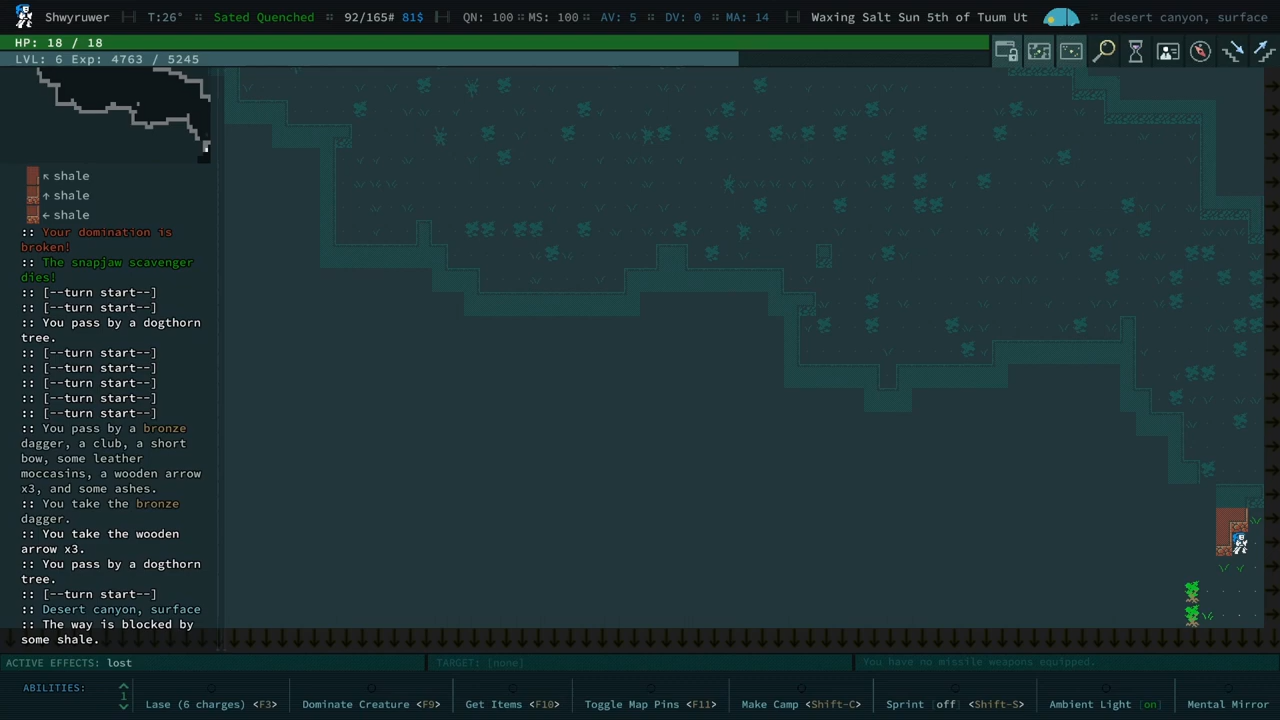 Shwyruwer T:26° :: Sated Quenched :: 92/165# 81$ QN: 100 :: MS: 100 :: AV: 5 :: DV: 0 :: MA: 14 Waxing Salt Sun 5th of Tuum Ut :: desert canyon, surface
HP: 18 / 18
LVL: 6 Exp: 4763 / 5245
shale
shale
shale
:: Your domination is
broken!
:: The snapjaw scavenger
dies!
:: [--turn start--]
:: [--turn start--]
:: You pass by a dogthorn
tree.
:: [--turn start--]
:: [--turn start--]
:: [--turn start--]
:: [--turn start--]
:: [--turn start--]
:: You pass by a bronze
dagger, a club, a short
bow, some leather
moccasins, a wooden arrow
x3, and some ashes.
:: You take the bronze
dagger.
:: You take the wooden
arrow x3.
:: You pass by a dogthorn
tree.
:: [--turn start--]
:: Desert canyon, surface
:: The way is blocked by
some shale.
ACTIVE EFFECTS: lost TARGET: [none] You have no missile weapons equipped.
ABILITIES: 1 Lase (6 charges) <F3> Dominate Creature <F9> Get Items <F10> Toggle Map Pins <F11> Make Camp <Shift-C> Sprint [off] <Shift-S> Ambient Light [on] Mental Mirror